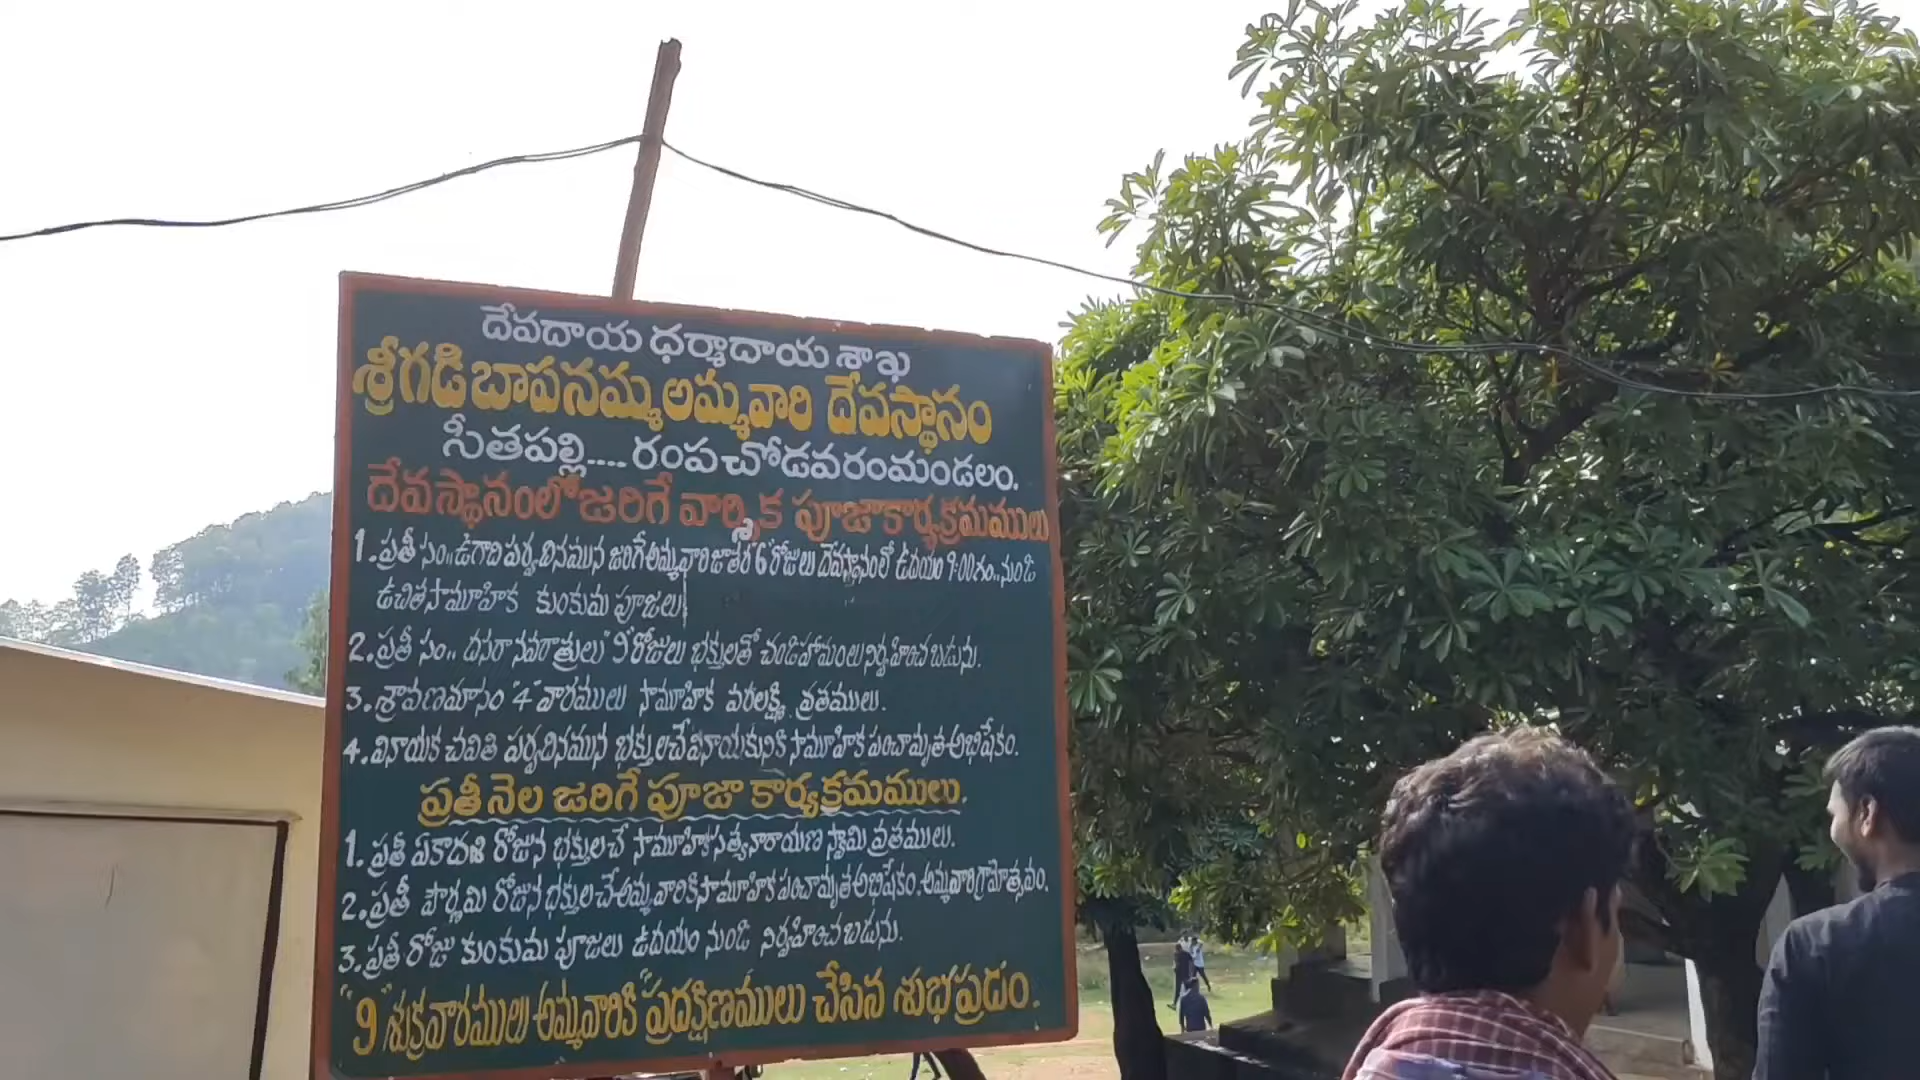 దేవదాయ ధర్మాదాయ శాఖ
శ్రీగడి బాపనమ్మ అమ్మవారి దేవస్థానం
సీతపల్లి.... రంపచోడవరంమండలం.
దేవస్థానంలోజరిగే వార్షిక పూజాకార్యక్రమములు
1. ప్రతీ సం,, ఉగాది పర్వదినమున జరిగే అమ్మవారి జాతర "6" రోజులు దేవస్థానంలో ఉదయం 9:00గం,,నుండి
ఉచితసామూహిక కుంకుమ పూజలు
2. ప్రతీ సం,, దసరా నవరాత్రులు "9" రోజులు భక్తులతో చండిహోమంలు నిర్వహించబడును.
3. శ్రావణమాసం "4" వారములు సామూహిక వరలక్ష్మి వ్రతములు.
4. వినాయక చవితి పర్వదినమున భక్తులచే వినాయకునికి సామూహిక పంచామృత అభిషేకం.
ప్రతీ నెల జరిగే పూజా కార్యక్రమములు.
1. ప్రతీ ఏకాదశి రోజున భక్తులచే సామూహిక సత్యనారాయణ స్వామి వ్రతములు.
2. ప్రతీ పౌర్ణమి రోజున భక్తులచే అమ్మవారికి సామూహిక పంచామృత అభిషేకం. అమ్మవారి గ్రామోత్సవం.
3. ప్రతీ రోజు కుంకుమ పూజలు ఉదయం నుండి నిర్వహించబడును.
"9" శుక్రవారములు అమ్మవారికి "ప్రదక్షిణములు చేసిన శుభప్రదం.